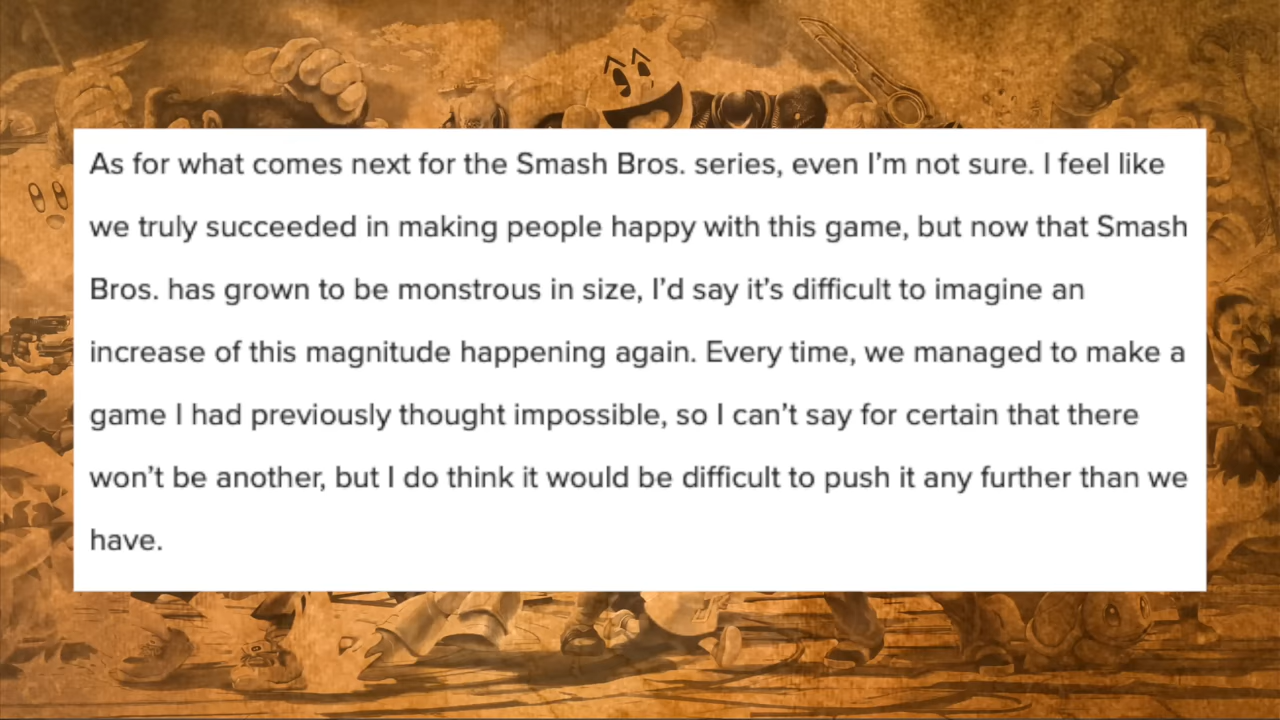 As for what comes next for the Smash Bros. series, even I’m not sure. I feel like
we truly succeeded in making people happy with this game, but now that Smash
Bros. has grown to be monstrous in size, I’d say it’s difficult to imagine an
increase of this magnitude happening again. Every time, we managed to make a
game I had previously thought impossible, so I can’t say for certain that there
won’t be another, but I do think it would be difficult to push it any further than we
have.